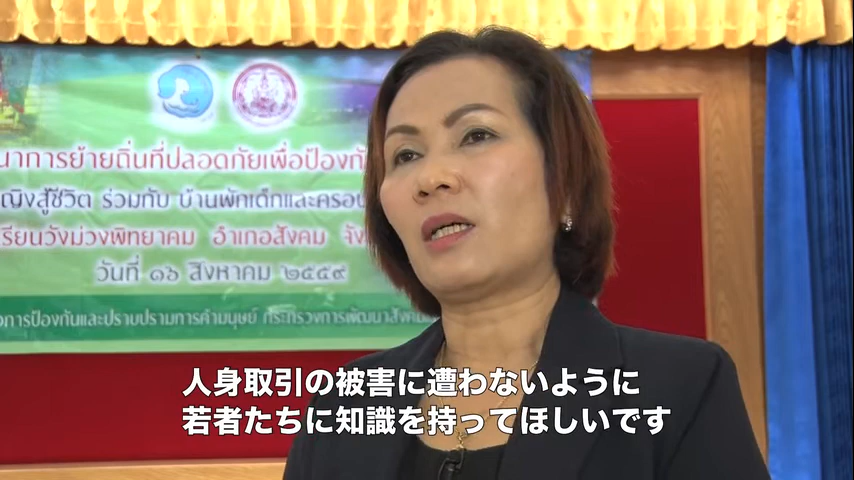 นาการย้ายถิ่นที่ปลอดภัยเพื่อป้องกัน
ญิงสู้ชีวิต ร่วมกับ บ้านพักเด็กและครอบ
เรียนวังม่วงพิทยาคม อำเภอสังคม จัง
วันที่ ๑๖ สิงหาคม ๒๕๕๙
การป้องกันและปราบปรามการค้ามนุษย์ กระทรวงการพัฒนาสังคม
人身取引の被害に遭わないように
若者たちに知識を持ってほしいです